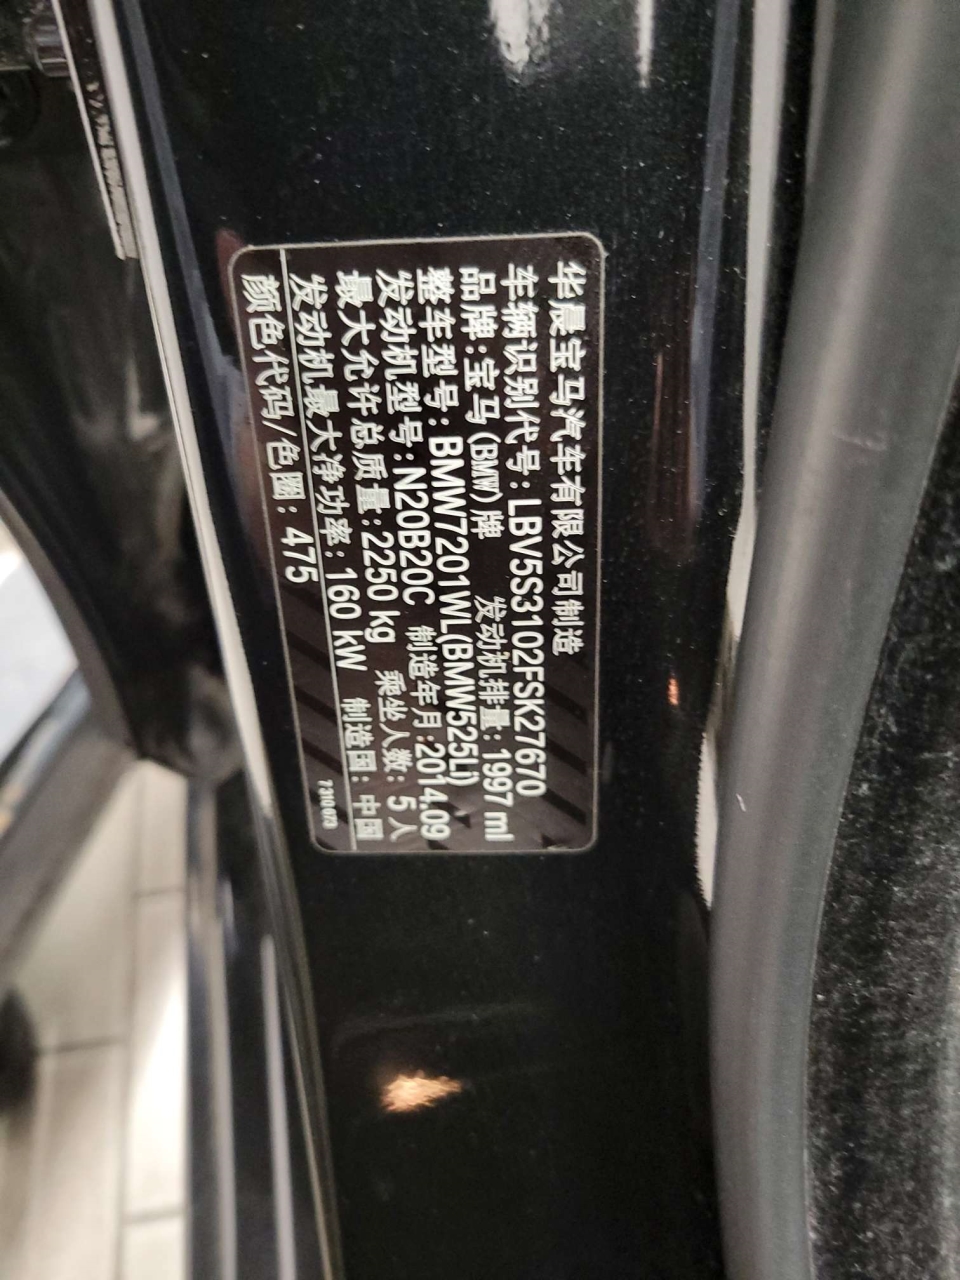 华晨宝马汽车有限公司制造
车辆识别代号：LBV5S3102FSK27670
品牌：宝马(BMW)牌 发动机排量：1997 ml
整车型号：BMW7201WL(BMW525Li)
发动机型号：N20B20C 制造年月：2014.09
最大允许总质量：2250 kg 乘坐人数：5人
发动机最大净功率：160 kW 制造国：中国
颜色代码/色圈：475 7310073